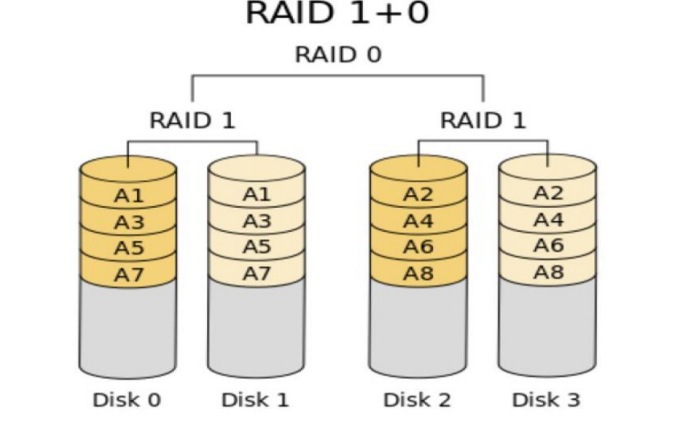 RAID 1+0
RAID 0
RAID 1 RAID 1
A1 A1 A2 A2
A3 A3 A4 A4
A5 A5 A6 A6
A7 A7 A8 A8
Disk 0 Disk 1 Disk 2 Disk 3